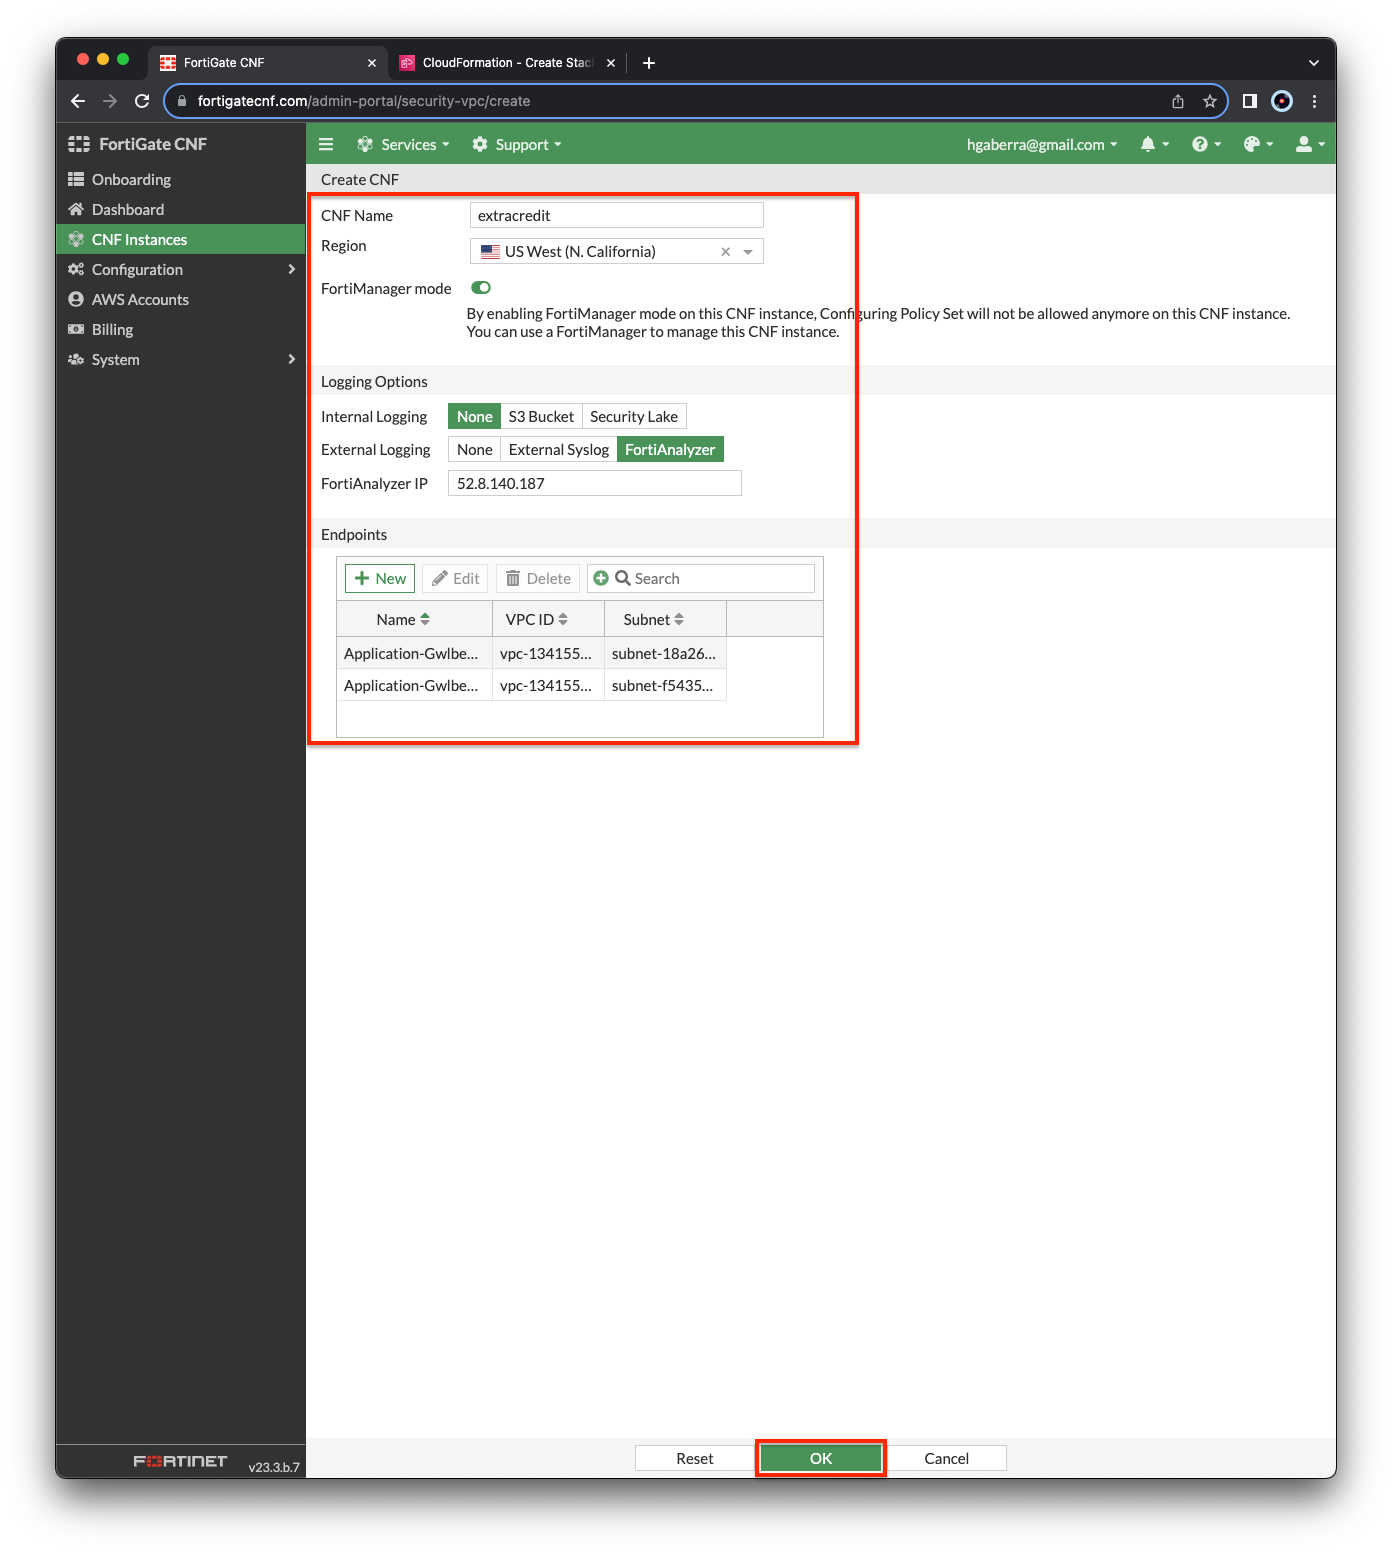 FortiGate CNF
CloudFormation - Create Stac
fortigatecnf.com/admin-portal/security-vpc/create
FortiGate CNF
Services
Support
hgaberra@gmail.com
Onboarding
Dashboard
CNF Instances
Configuration
AWS Accounts
Billing
System
Create CNF
CNF Name
extracredit
Region
US West (N. California)
FortiManager mode
By enabling FortiManager mode on this CNF instance, Configuring Policy Set will not be allowed anymore on this CNF instance.
You can use a FortiManager to manage this CNF instance.
Logging Options
Internal Logging None S3 Bucket Security Lake
External Logging None External Syslog FortiAnalyzer
FortiAnalyzer IP 52.8.140.187
Endpoints
New Edit Delete Search
Name VPC ID Subnet
Application-Gwlbe... vpc-134155... subnet-18a26...
Application-Gwlbe... vpc-134155... subnet-f5435...
Reset OK Cancel
FORTINET v23.3.b.7